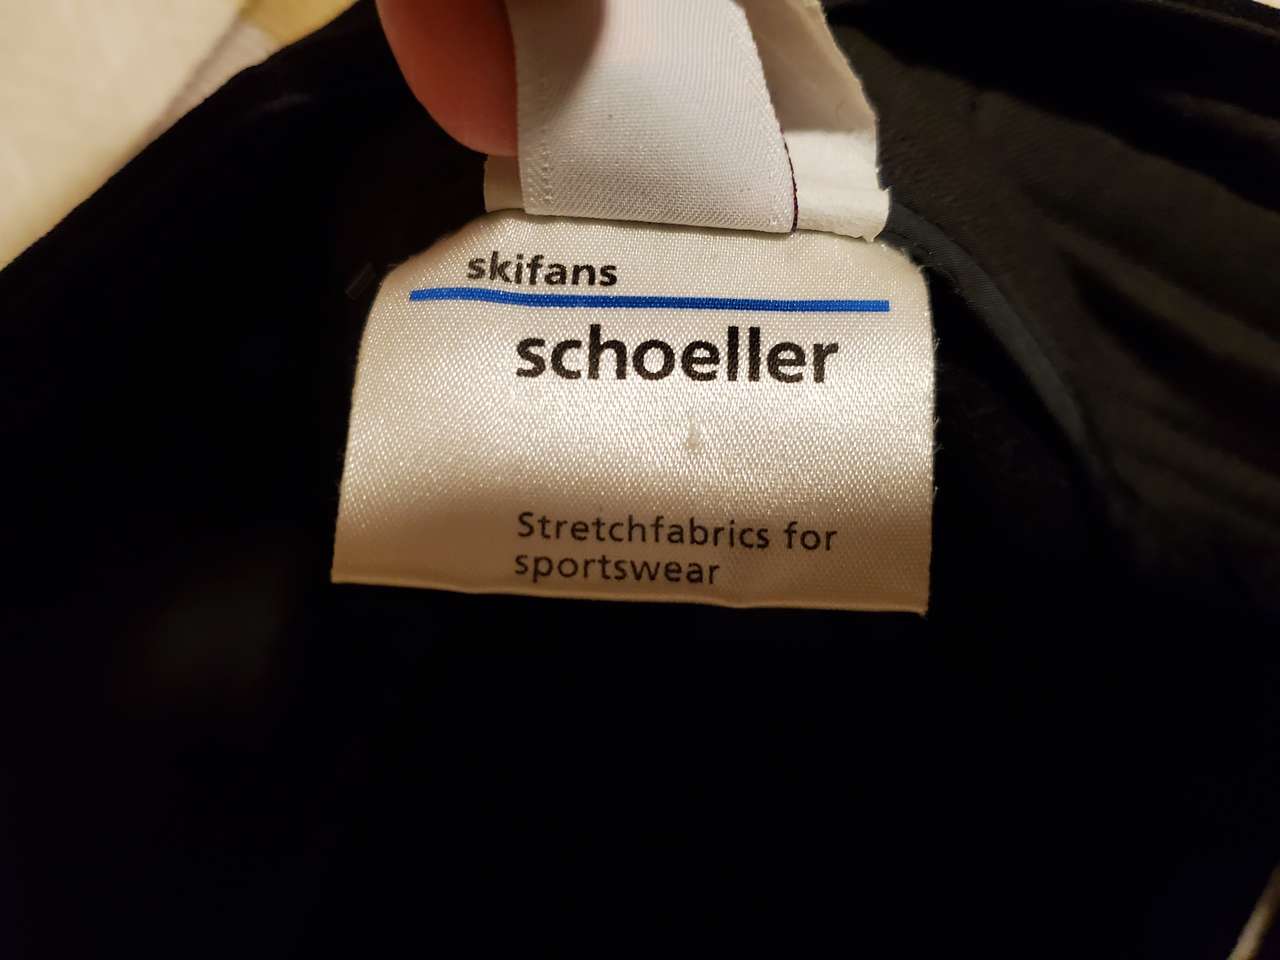 skifans
schoeller
Stretchfabrics for
sportswear